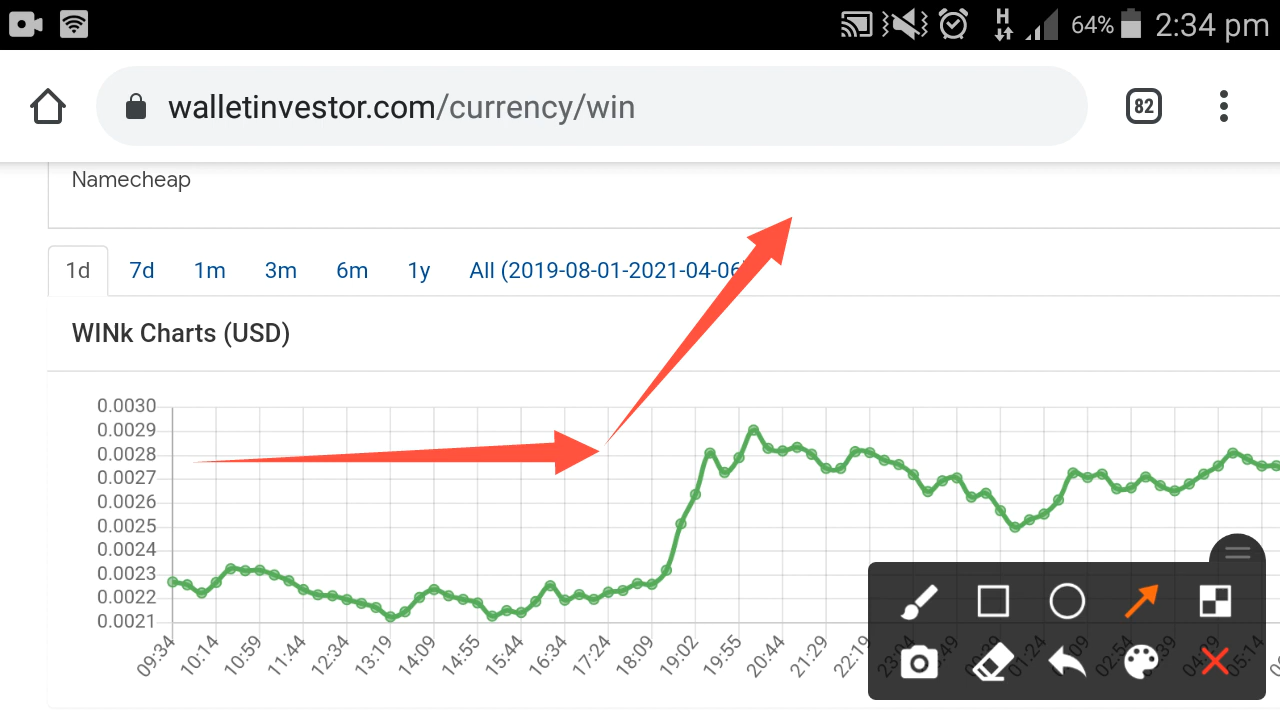 H 64% 2:34 pm
walletinvestor.com/currency/win
82
Namecheap
1d 7d 1m 3m 6m 1y All (2019-08-01-2021-04-06)
WINk Charts (USD)
0.0030
0.0029
0.0028
0.0027
0.0026
0.0025
0.0024
0.0023
0.0022
0.0021
09:34 10:14 10:59 11:44 12:34 13:19 14:09 14:55 15:44 16:34 17:24 18:09 19:02 19:55 20:44 21:29 22:19